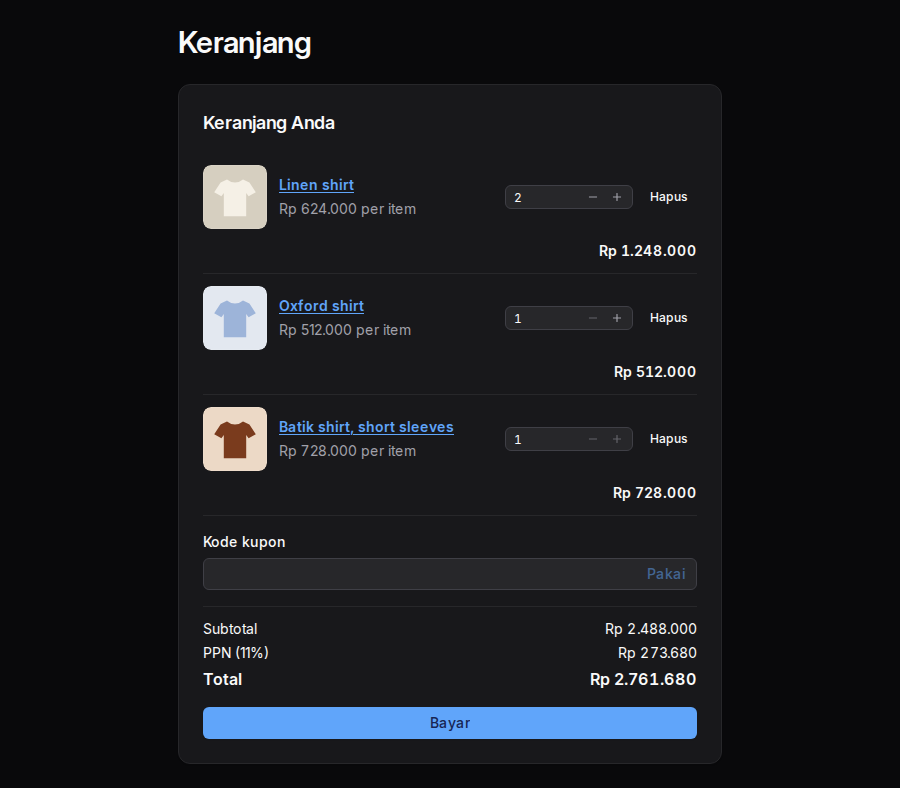 Keranjang
Keranjang Anda
Linen shirt
Rp 624.000 per item
2
Hapus
Rp 1.248.000
Oxford shirt
Rp 512.000 per item
1
Hapus
Rp 512.000
Batik shirt, short sleeves
Rp 728.000 per item
1
Hapus
Rp 728.000
Kode kupon
Pakai
Subtotal Rp 2.488.000
PPN (11%) Rp 273.680
Total Rp 2.761.680
Bayar